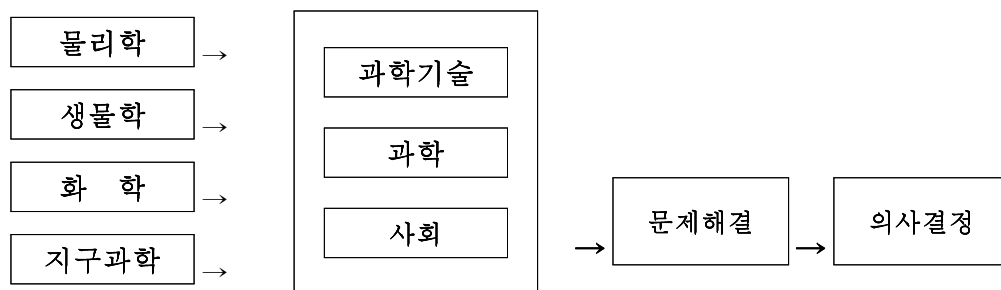 물리학 →
생물학 →
화 학 →
지구과학 →
과학기술
과학
사회
→ 문제해결 → 의사결정